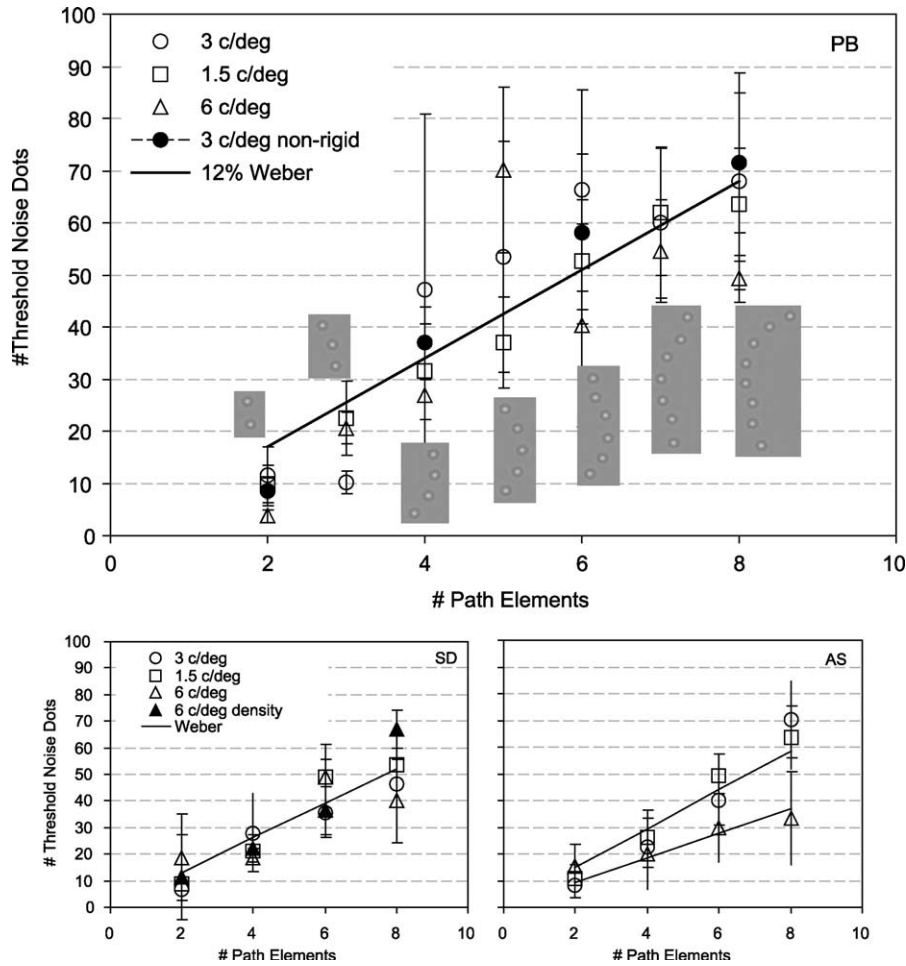 100
90
80
70
60
50
40
30
20
10
0
#Threshold Noise Dots
3 c/deg
1.5 c/deg
6 c/deg
3 c/deg non-rigid
12% Weber
PB
0 2 4 6 8 10
# Path Elements
100
90
80
70
60
50
40
30
20
10
0
# Threshold Noise Dots
3 c/deg
1.5 c/deg
6 c/deg
6 c/deg density
Weber
SD
0 2 4 6 8 10
# Path Elements
AS
0 2 4 6 8 10
# Path Elements